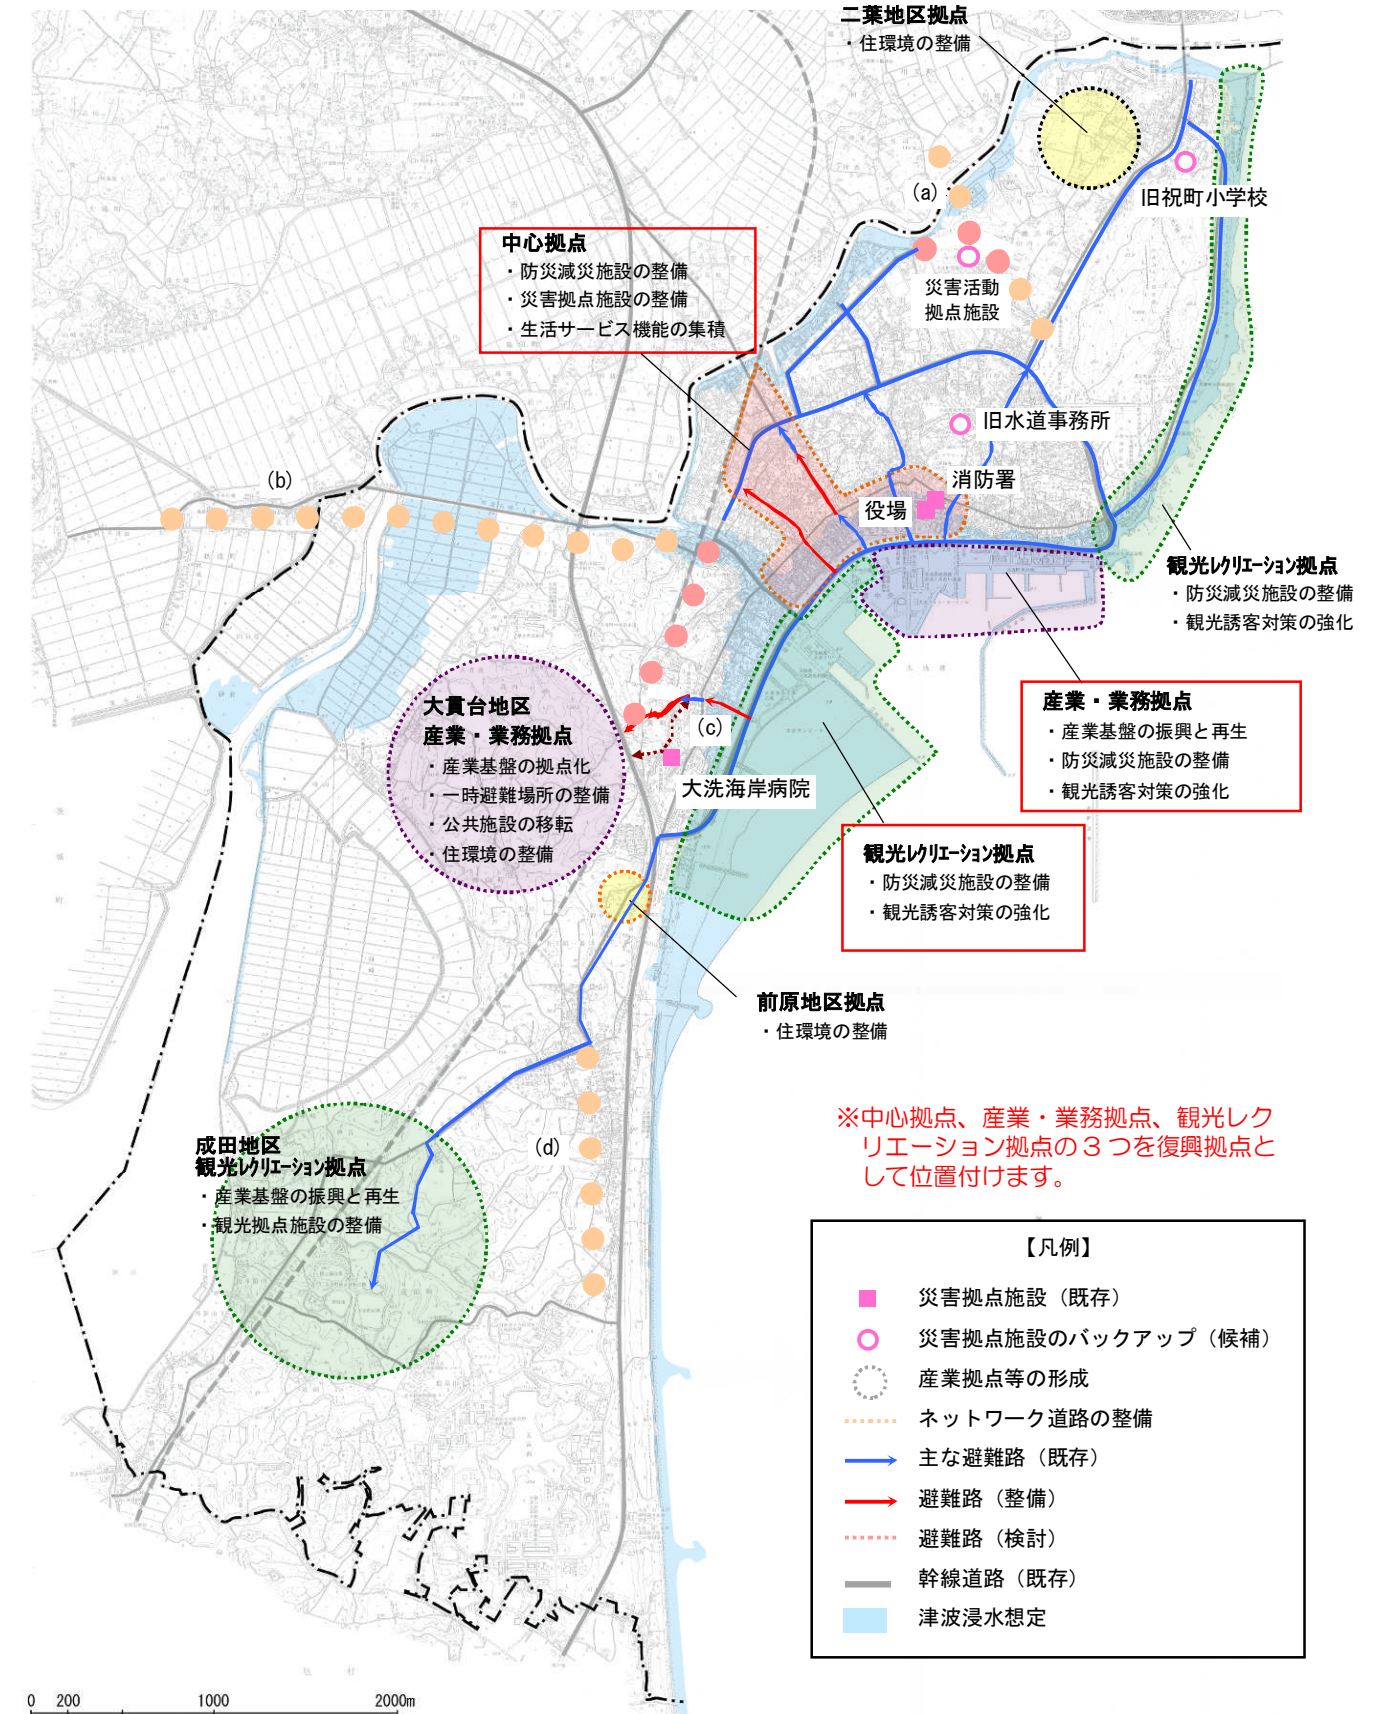 二葉地区拠点
・住環境の整備
(a)
旧祝町小学校
中心拠点
・防災減災施設の整備
・災害拠点施設の整備
・生活サービス機能の集積
災害活動
拠点施設
旧水道事務所
(b)
消防署
役場
観光レクリエーション拠点
・防災減災施設の整備
・観光誘客対策の強化
大貫台地区
産業・業務拠点
・産業基盤の拠点化
・一時避難場所の整備
・公共施設の移転
・住環境の整備
(c)
大洗海岸病院
産業・業務拠点
・産業基盤の振興と再生
・防災減災施設の整備
・観光誘客対策の強化
観光レクリエーション拠点
・防災減災施設の整備
・観光誘客対策の強化
前原地区拠点
・住環境の整備
(d)
成田地区
観光レクリエーション拠点
・産業基盤の振興と再生
・観光拠点施設の整備
※中心拠点、産業・業務拠点、観光レク
リエーション拠点の3つを復興拠点と
して位置付けます。
【凡例】
災害拠点施設（既存）
災害拠点施設のバックアップ（候補）
産業拠点等の形成
ネットワーク道路の整備
主な避難路（既存）
避難路（整備）
避難路（検討）
幹線道路（既存）
津波浸水想定
0 200 1000 2000m